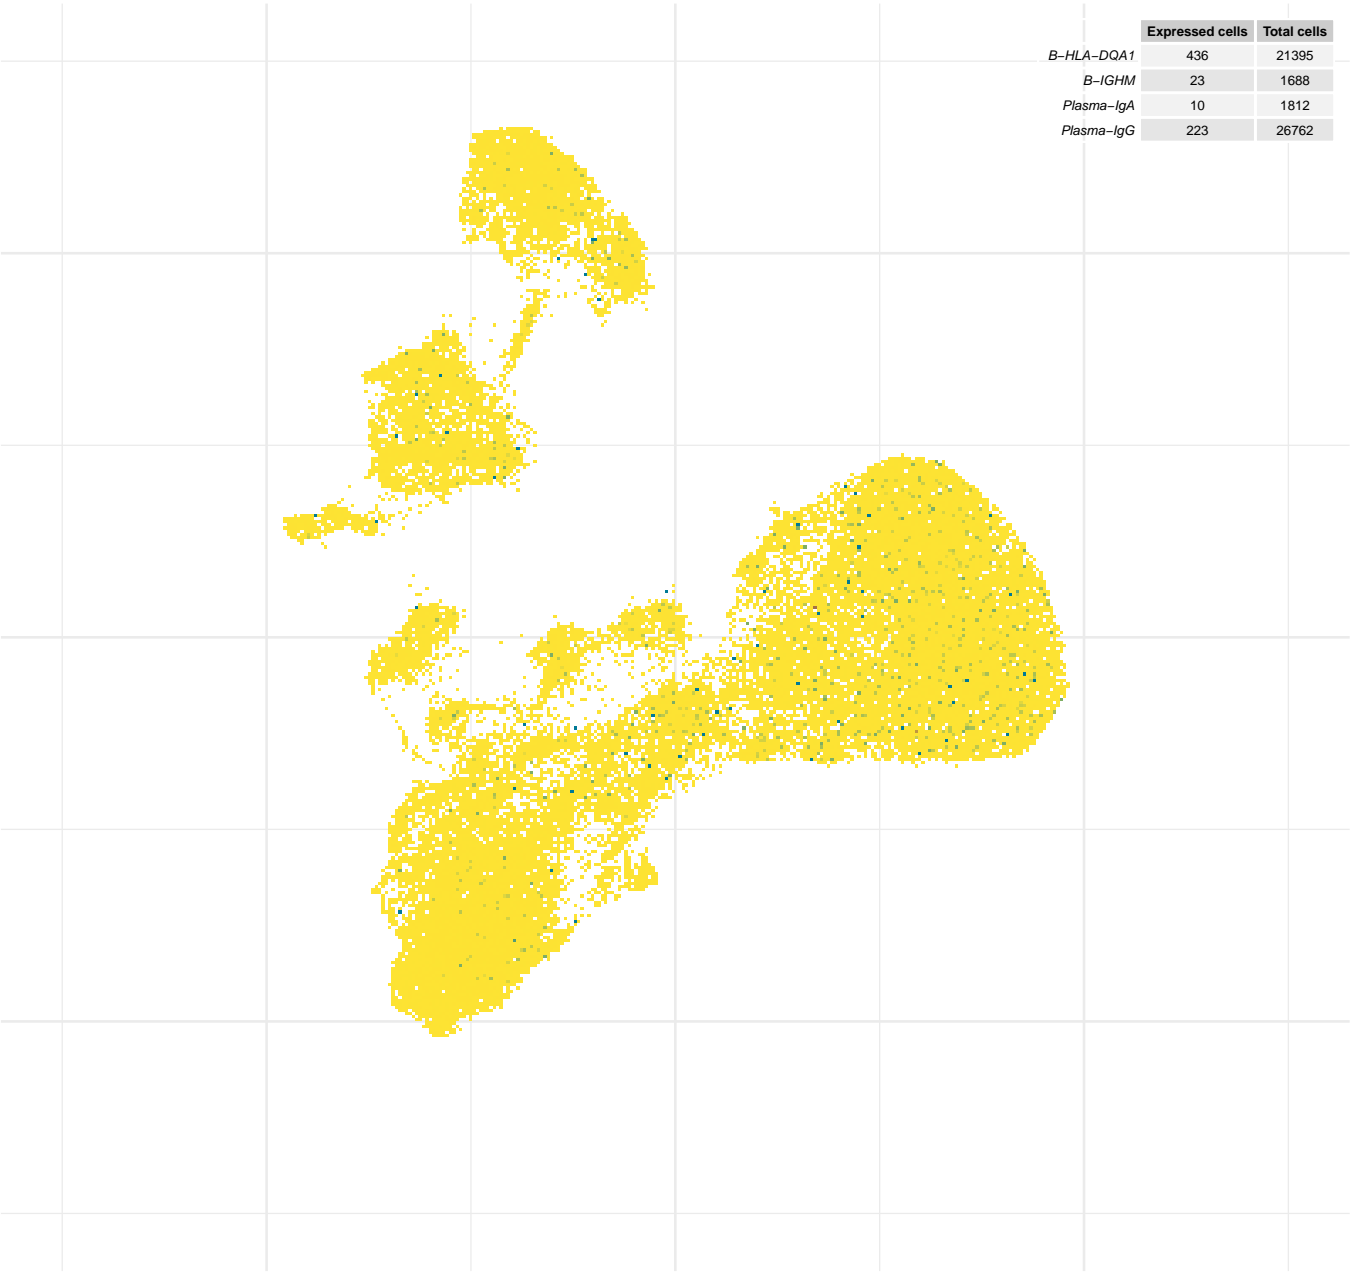 Expressed cells Total cells
B−HLA−DQA1 436 21395
B−IGHM 23 1688
Plasma−IgA 10 1812
Plasma−IgG 223 26762